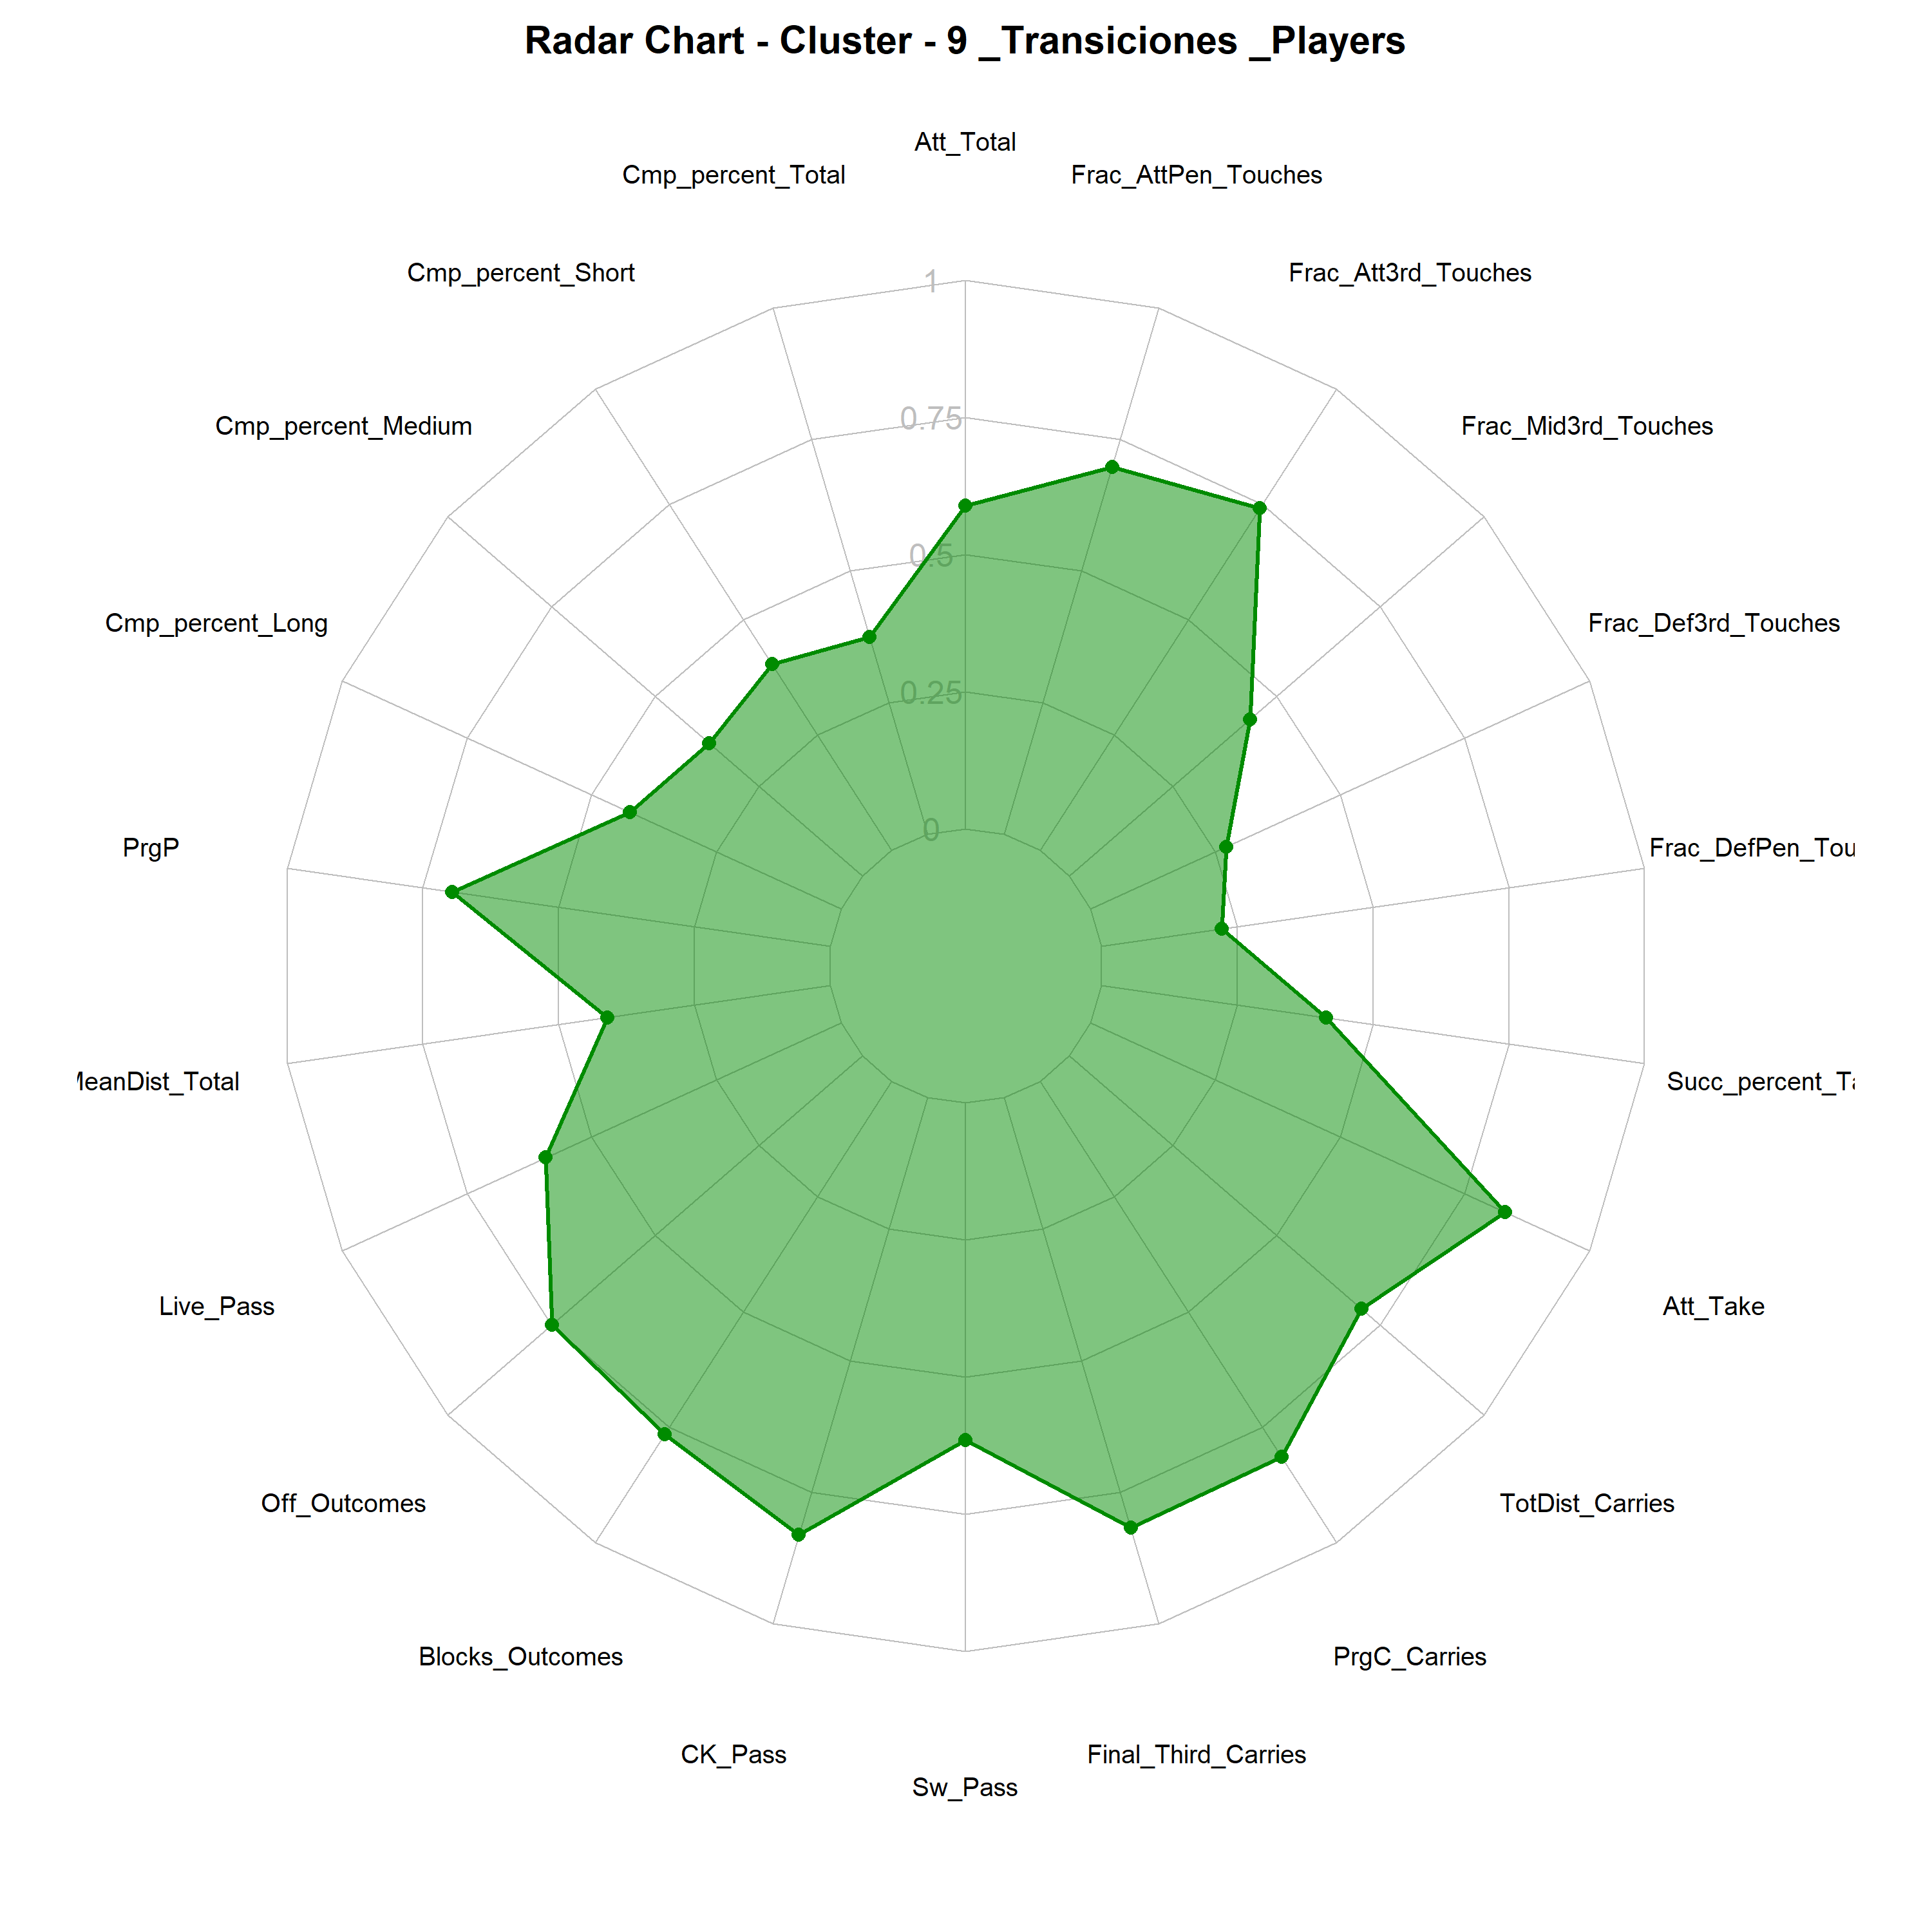 Radar Chart - Cluster - 9 _Transiciones _Players
Att_Total
Cmp_percent_Total
Frac_AttPen_Touches
Cmp_percent_Short
Frac_Att3rd_Touches
1
0.75
Cmp_percent_Medium
Frac_Mid3rd_Touches
0.5
Cmp_percent_Long
Frac_Def3rd_Touches
0.25
0
PrgP
Frac_DefPen_Tou
MeanDist_Total
Succ_percent_Ta
Live_Pass
Att_Take
Off_Outcomes
TotDist_Carries
Blocks_Outcomes
PrgC_Carries
CK_Pass
Final_Third_Carries
Sw_Pass